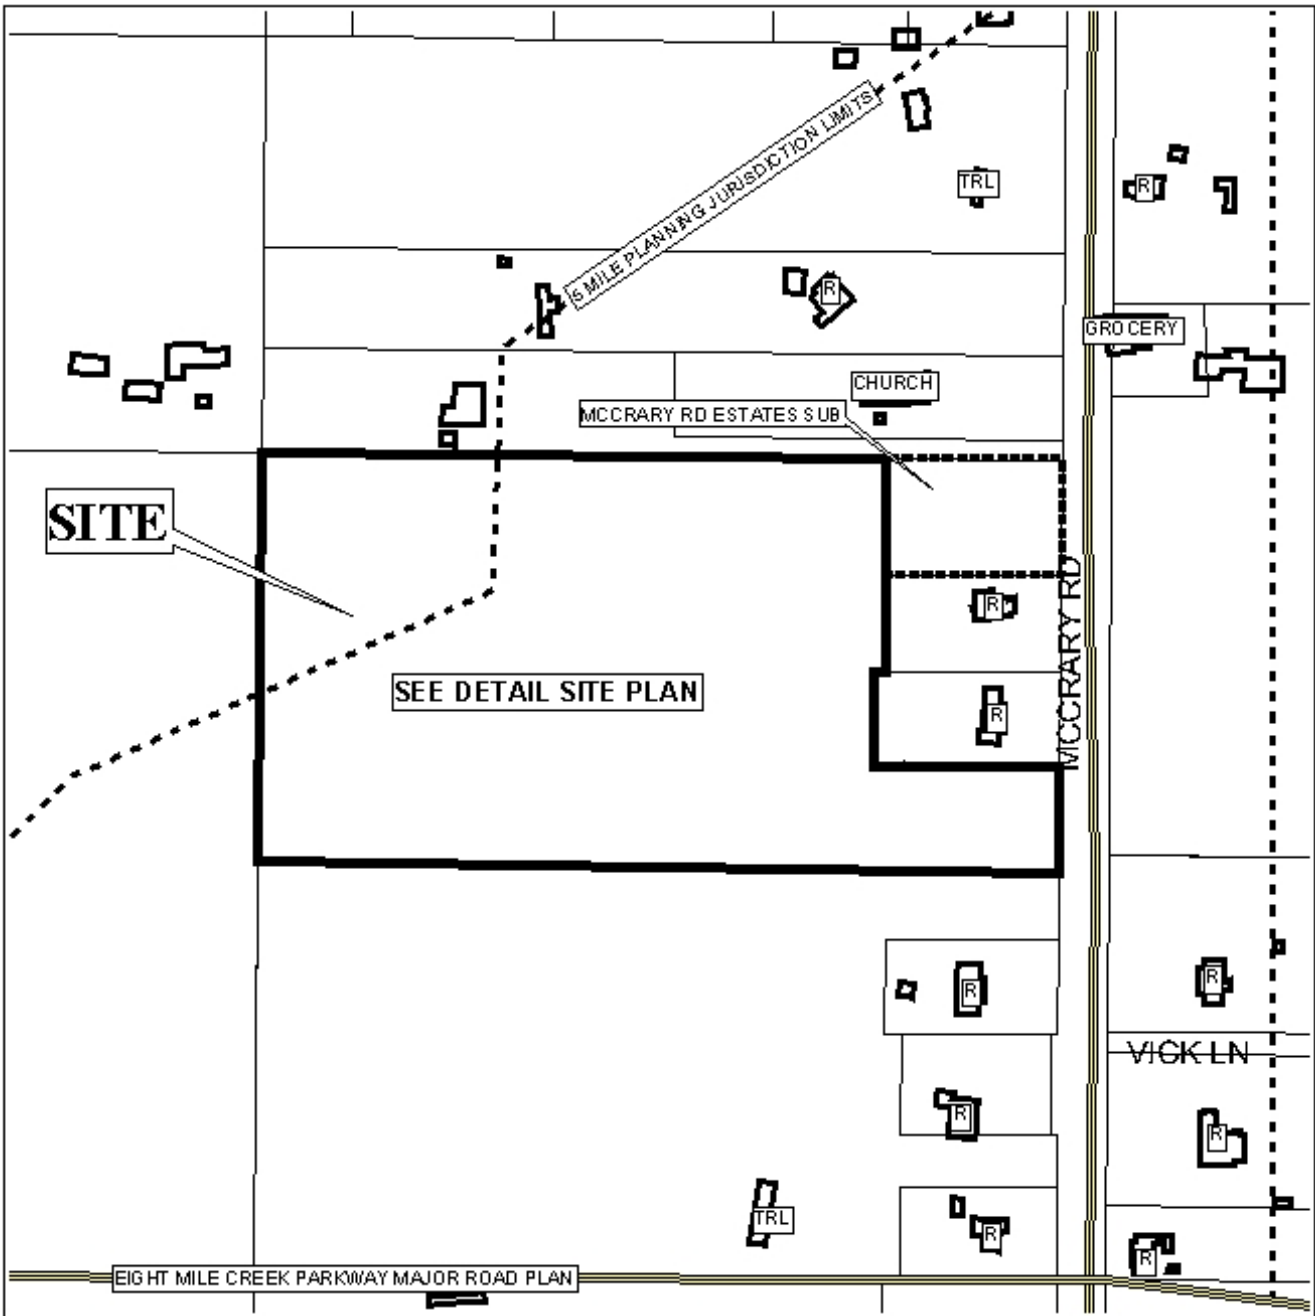 5 MILE PLANNING JURISDICTION LIMITS
TRL
R
R
GROCERY
CHURCH
MCCRARY RD ESTATES SUB
SITE
R
MCCRARY RD
SEE DETAIL SITE PLAN
R
R
R
VICK LN
R
R
TRL
R
R
EIGHT MILE CREEK PARKWAY MAJOR ROAD PLAN